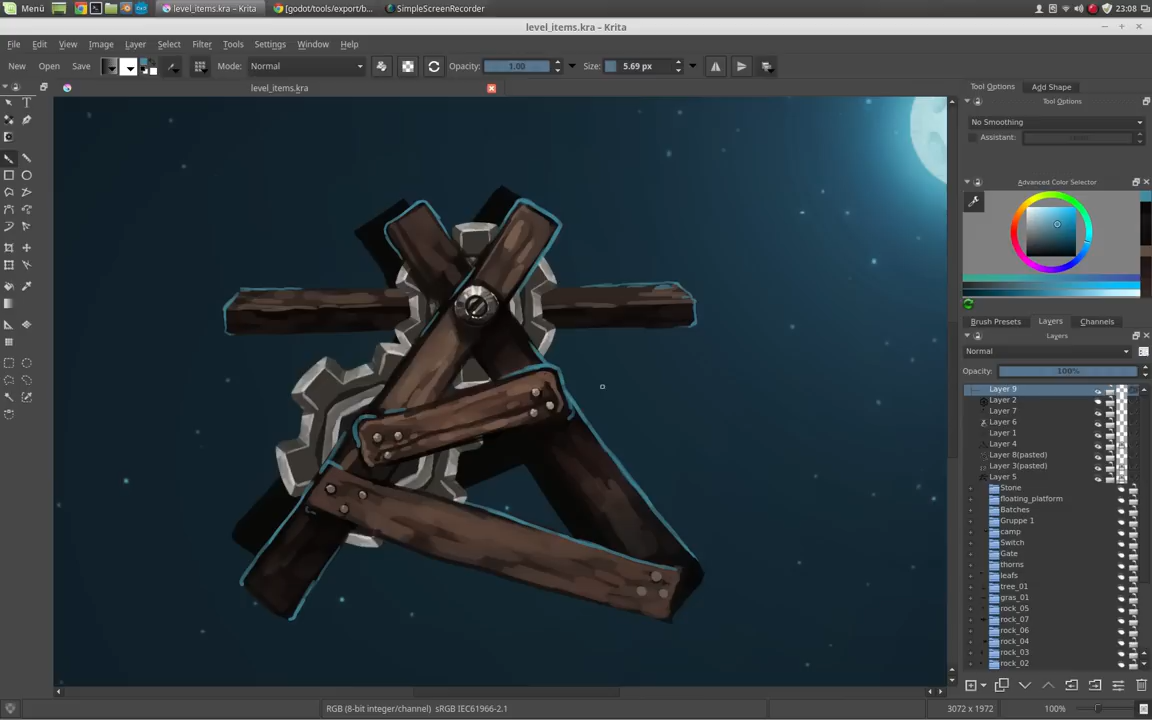 Menü
level_items.kra - Krita
[godot/tools/export/b...
SimpleScreenRecorder
23:08
level_items.kra - Krita
File Edit View Image Layer Select Filter Tools Settings Window Help
New Open Save Mode: Normal Opacity: 1.00 Size: 5.69 px
level_items.kra
Tool Options Add Shape
Tool Options
No Smoothing
Assistant:
Advanced Color Selector
Brush Presets Layers Channels
Layers
Normal
Opacity: 100%
Layer 9
Layer 2
Layer 7
Layer 6
Layer 1
Layer 4
Layer 8(pasted)
Layer 3(pasted)
Layer 5
Stone
floating_platform
Batches
Gruppe 1
camp
Switch
Gate
thorns
leafs
tree_01
gras_01
rock_05
rock_07
rock_06
rock_04
rock_03
rock_02
RGB (8-bit integer/channel) sRGB IEC61966-2.1
3072 x 1972
100%